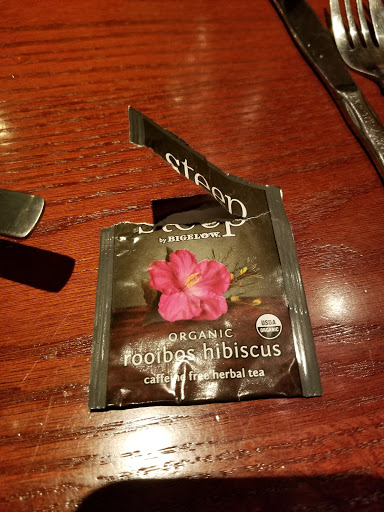 steep
steep
by BIGELOW.
USDA
ORGANIC
ORGANIC
rooibos hibiscus
caffeine free herbal tea